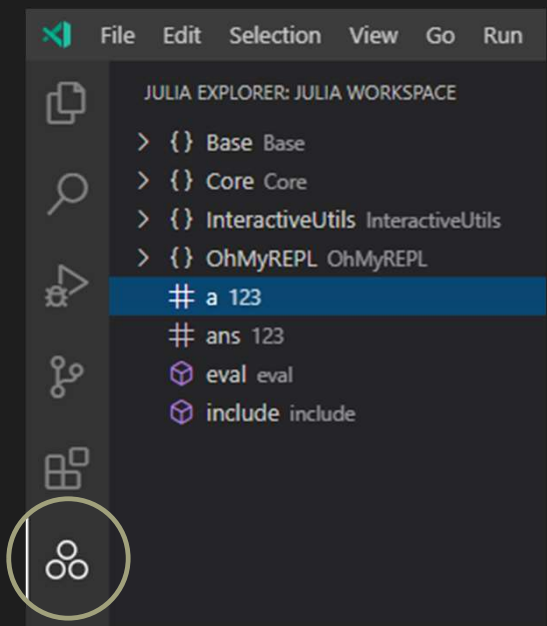 File Edit Selection View Go Run
JULIA EXPLORER: JULIA WORKSPACE
> {} Base Base
> {} Core Core
> {} InteractiveUtils InteractiveUtils
> {} OhMyREPL OhMyREPL
a 123
ans 123
eval eval
include include